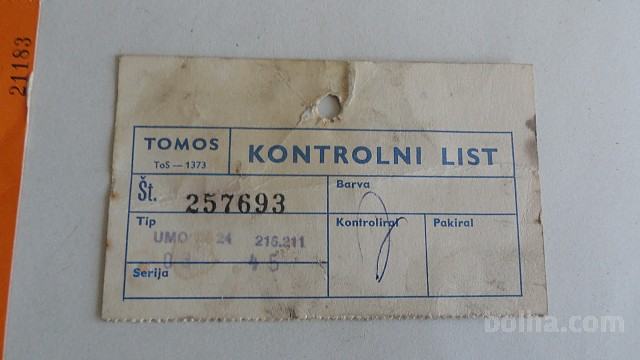 21183
TOMOS
ToS — 1373
KONTROLNI LIST
Št. 257693
Barva
Tip
UMO 24 216.211
Kontroliral
Pakiral
Serija
45
bolha.com